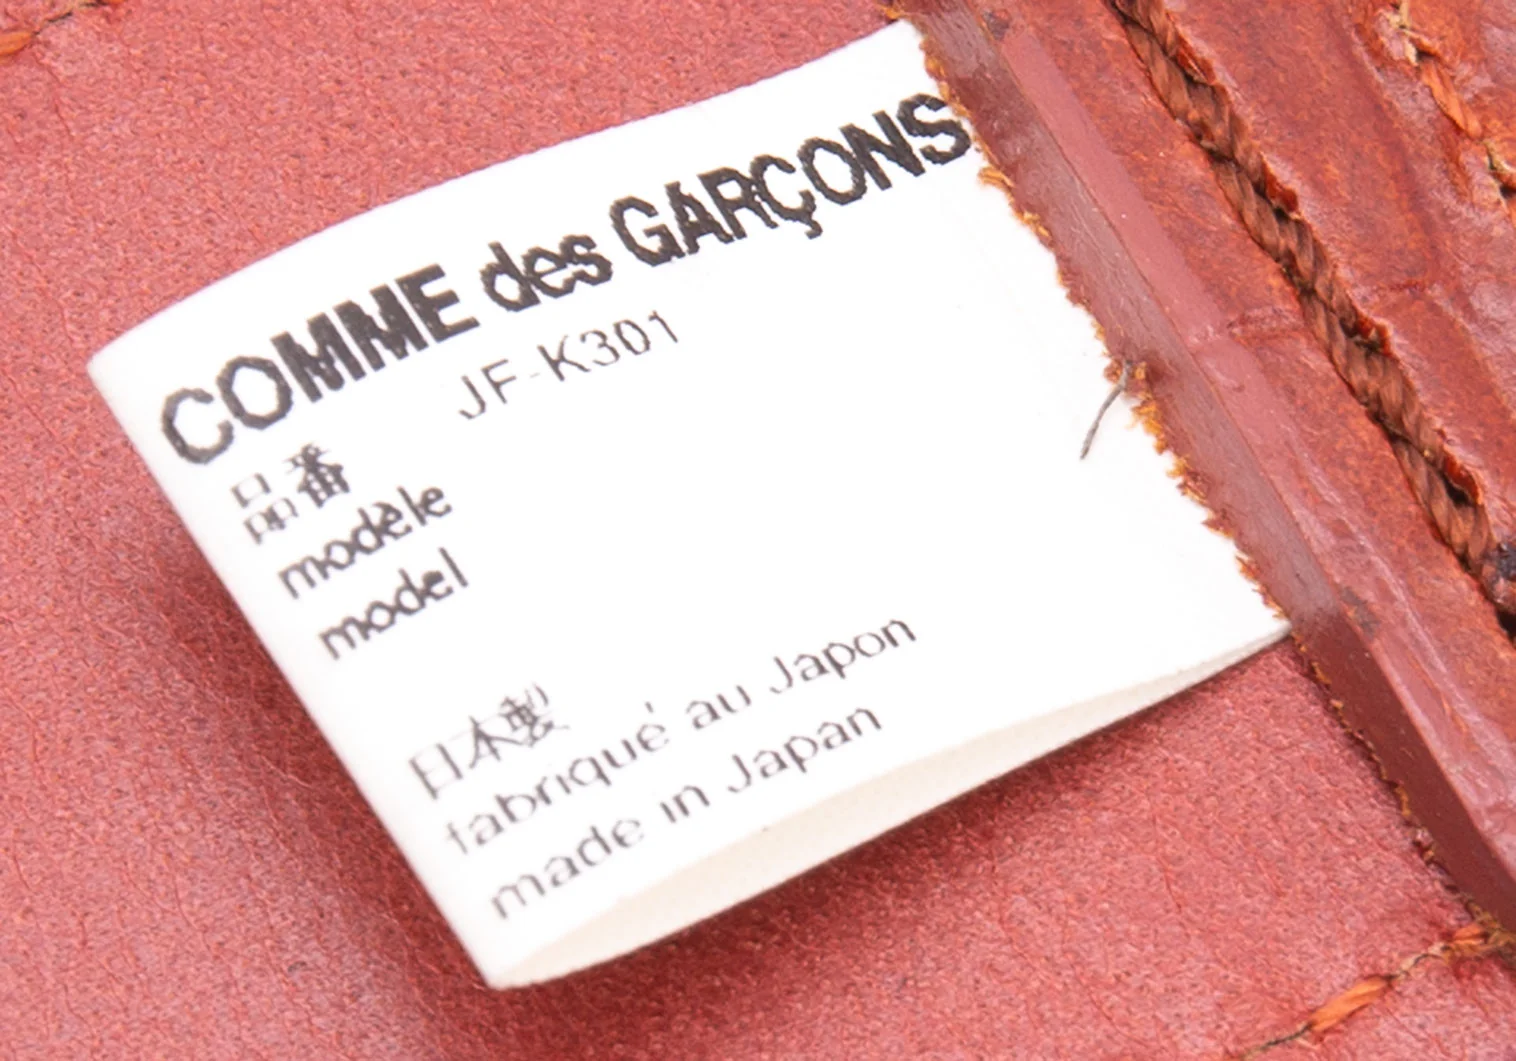 COMME des GARÇONS
JF-K301
品番
modèle
model
日本製
fabriqué au Japon
made in Japan